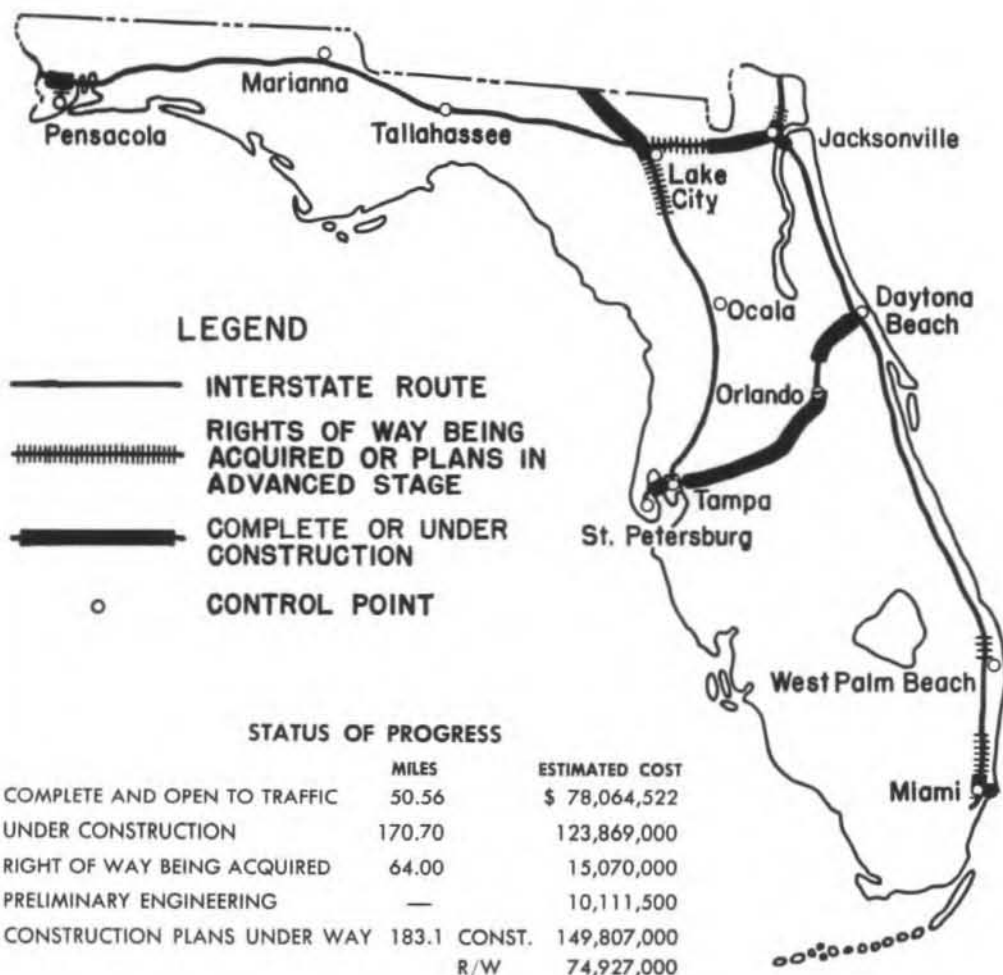 Marianna
Pensacola
Tallahassee
Jacksonville
Lake
City
Ocala
Daytona
Beach
Orlando
Tampa
St. Petersburg
West Palm Beach
Miami
LEGEND
INTERSTATE ROUTE
RIGHTS OF WAY BEING
ACQUIRED OR PLANS IN
ADVANCED STAGE
COMPLETE OR UNDER
CONSTRUCTION
CONTROL POINT
STATUS OF PROGRESS
MILES ESTIMATED COST
COMPLETE AND OPEN TO TRAFFIC 50.56 $ 78,064,522
UNDER CONSTRUCTION 170.70 123,869,000
RIGHT OF WAY BEING ACQUIRED 64.00 15,070,000
PRELIMINARY ENGINEERING — 10,111,500
CONSTRUCTION PLANS UNDER WAY 183.1 CONST. 149,807,000
R/W 74,927,000